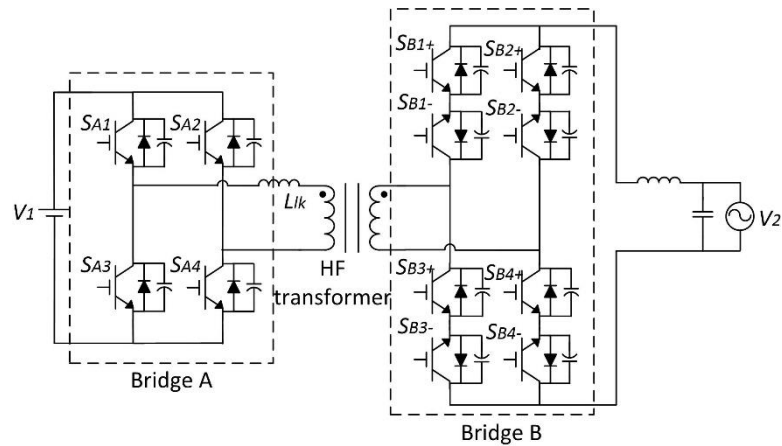 SB1+
SB2+
SB1-
SB2-
SA1
SA2
V1
Llk
V2
HF
transformer
SA3
SA4
SB3+
SB4+
SB3-
SB4-
Bridge A
Bridge B